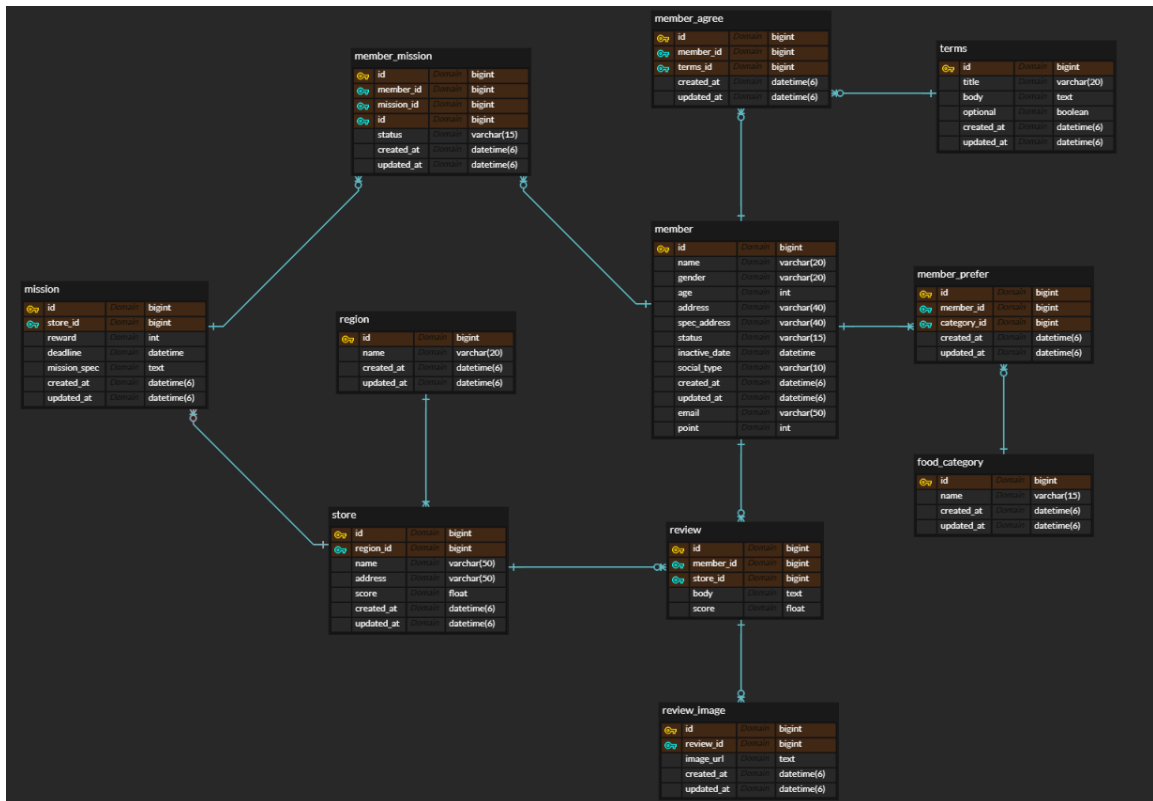 member_agree
id Domain bigint
member_id Domain bigint
terms_id Domain bigint
created_at Domain datetime(6)
updated_at Domain datetime(6)
terms
id Domain bigint
title Domain varchar(20)
body Domain text
optional Domain boolean
created_at Domain datetime(6)
updated_at Domain datetime(6)
member_mission
id Domain bigint
member_id Domain bigint
mission_id Domain bigint
id Domain bigint
status Domain varchar(15)
created_at Domain datetime(6)
updated_at Domain datetime(6)
member
id Domain bigint
name Domain varchar(20)
gender Domain varchar(20)
age Domain int
address Domain varchar(40)
spec_address Domain varchar(40)
status Domain varchar(15)
inactive_date Domain datetime
social_type Domain varchar(10)
created_at Domain datetime(6)
updated_at Domain datetime(6)
email Domain varchar(50)
point Domain int
member_prefer
id Domain bigint
member_id Domain bigint
category_id Domain bigint
created_at Domain datetime(6)
updated_at Domain datetime(6)
mission
id Domain bigint
store_id Domain bigint
reward Domain int
deadline Domain datetime
mission_spec Domain text
created_at Domain datetime(6)
updated_at Domain datetime(6)
region
id Domain bigint
name Domain varchar(20)
created_at Domain datetime(6)
updated_at Domain datetime(6)
food_category
id Domain bigint
name Domain varchar(15)
created_at Domain datetime(6)
updated_at Domain datetime(6)
store
id Domain bigint
region_id Domain bigint
name Domain varchar(50)
address Domain varchar(50)
score Domain float
created_at Domain datetime(6)
updated_at Domain datetime(6)
review
id Domain bigint
member_id Domain bigint
store_id Domain bigint
body Domain text
score Domain float
review_image
id Domain bigint
review_id Domain bigint
image_url Domain text
created_at Domain datetime(6)
updated_at Domain datetime(6)